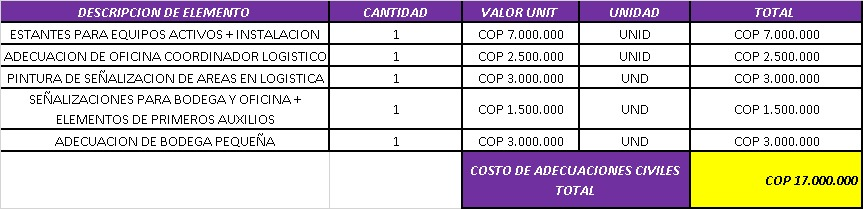 DESCRIPCION DE ELEMENTO CANTIDAD VALOR UNIT UNIDAD TOTAL
ESTANTES PARA EQUIPOS ACTIVOS + INSTALACION 1 COP 7.000.000 UNID COP 7.000.000
ADECUACION DE OFICINA COORDINADOR LOGISTICO 1 COP 2.500.000 UNID COP 2.500.000
PINTURA DE SEÑALIZACION DE AREAS EN LOGISTICA 1 COP 3.000.000 UND COP 3.000.000
SEÑALIZACIONES PARA BODEGA Y OFICINA +
ELEMENTOS DE PRIMEROS AUXILIOS 1 COP 1.500.000 UND COP 1.500.000
ADECUACION DE BODEGA PEQUEÑA 1 COP 3.000.000 UND COP 3.000.000
COSTO DE ADECUACIONES CIVILES
TOTAL COP 17.000.000